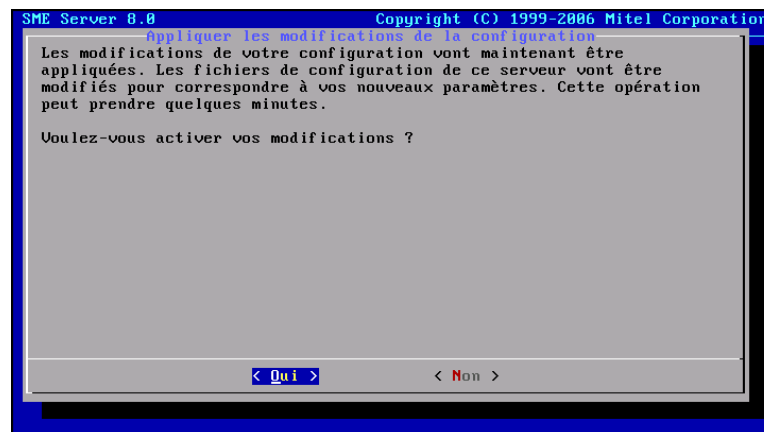 SME Server 8.0 Copyright (C) 1999-2006 Mitel Corporation
Appliquer les modifications de la configuration
Les modifications de votre configuration vont maintenant être
appliquées. Les fichiers de configuration de ce serveur vont être
modifiés pour correspondre à vos nouveaux paramètres. Cette opération
peut prendre quelques minutes.
Voulez-vous activer vos modifications ?
< Oui > < Non >